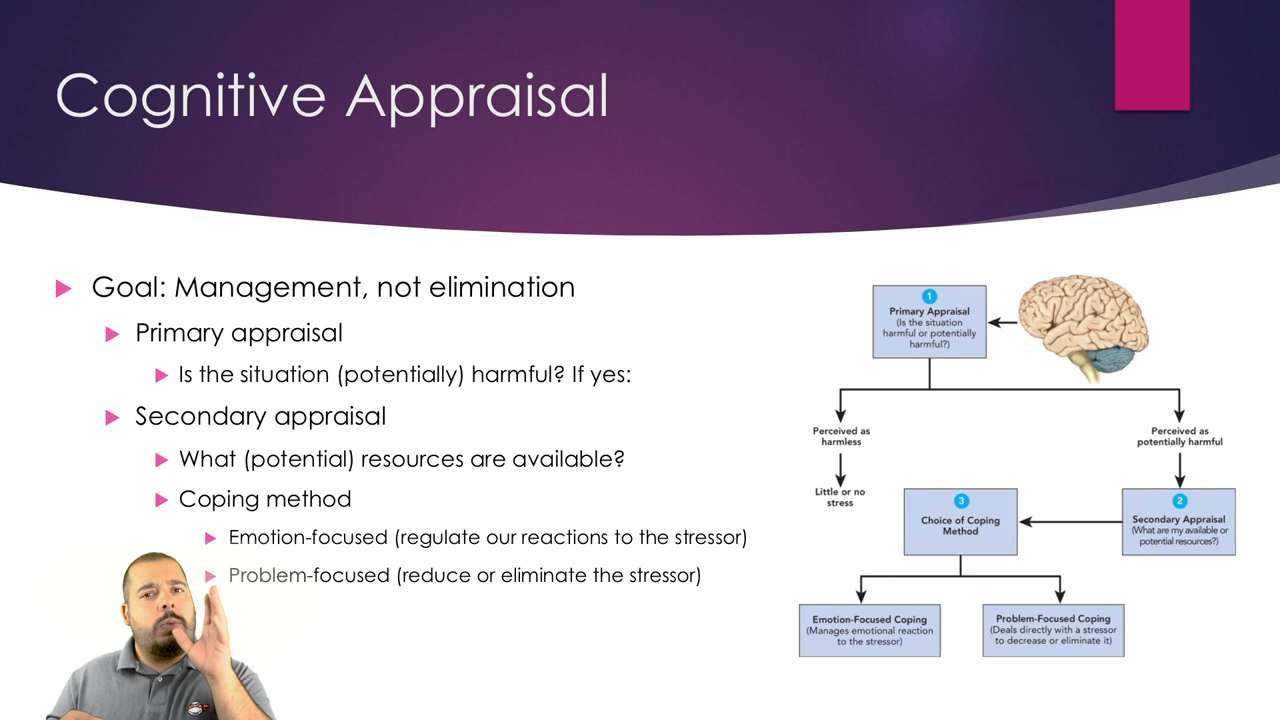 Cognitive Appraisal
Goal: Management, not elimination
Primary appraisal
Is the situation (potentially) harmful? If yes:
Secondary appraisal
What (potential) resources are available?
Coping method
Emotion-focused (regulate our reactions to the stressor)
Problem-focused (reduce or eliminate the stressor)
1
Primary Appraisal
(Is the situation
harmful or potentially
harmful?)
Perceived as
harmless
Perceived as
potentially harmful
Little or no
stress
3
Choice of Coping
Method
2
Secondary Appraisal
(What are my available or
potential resources?)
Emotion-Focused Coping
(Manages emotional reaction
to the stressor)
Problem-Focused Coping
(Deals directly with a stressor
to decrease or eliminate it)